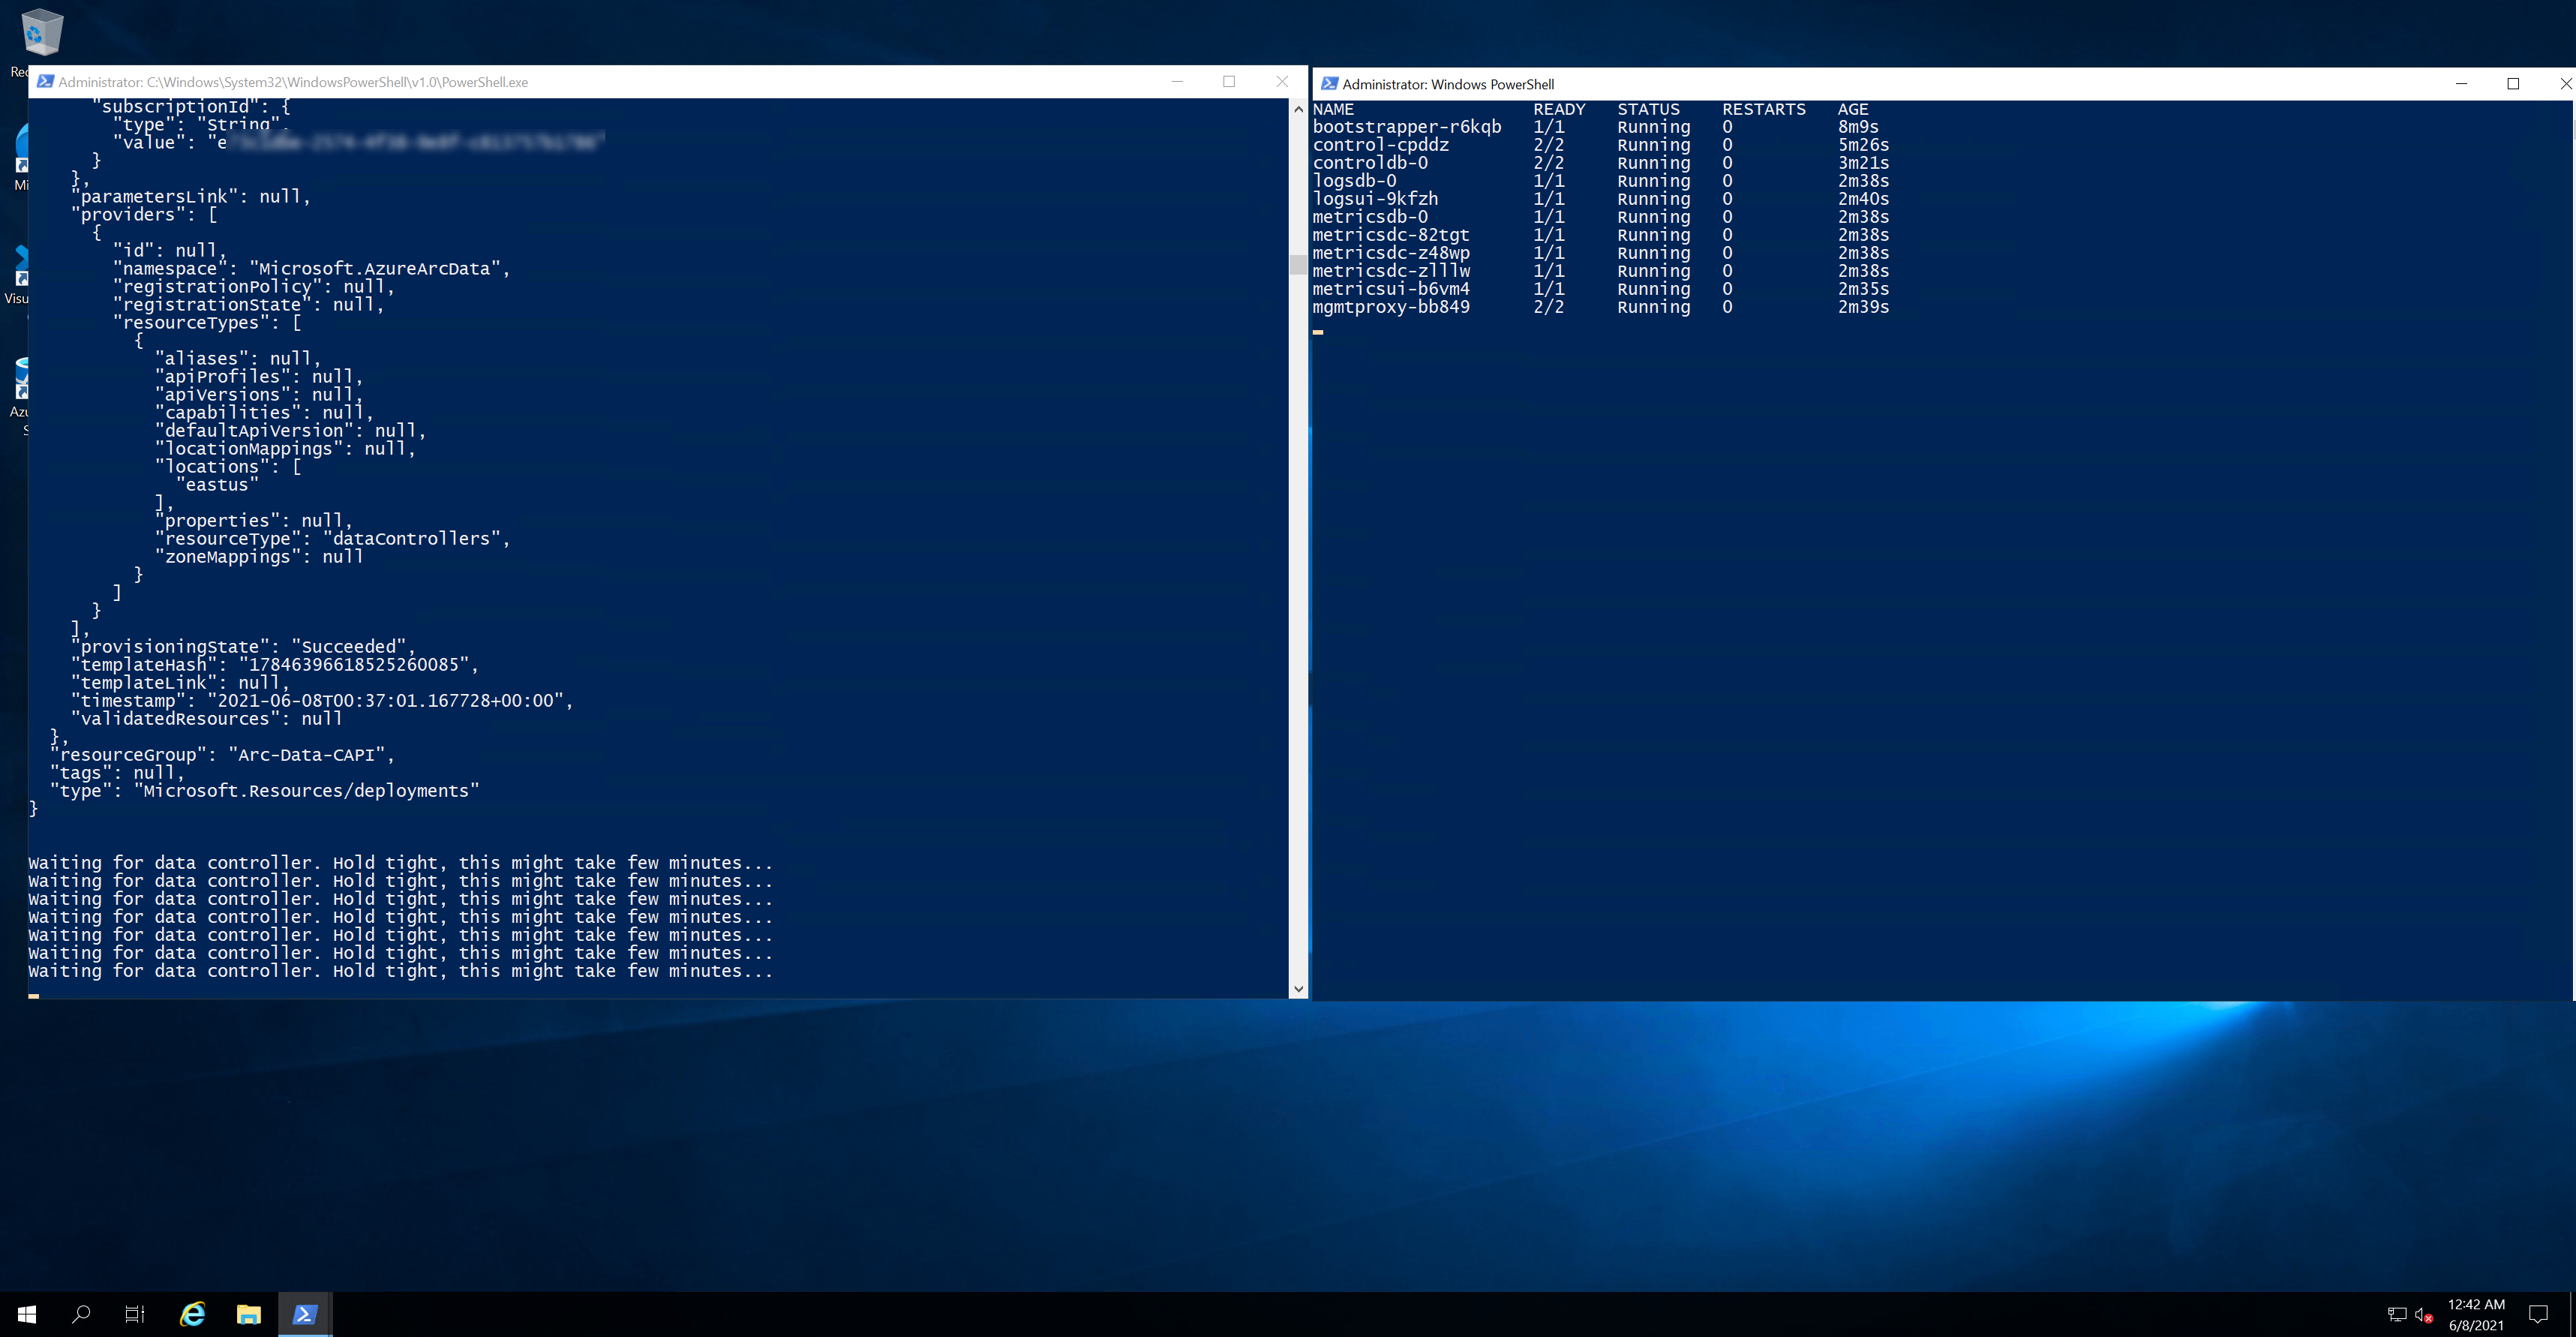 Rec
Mi
Visu
Azu
S
Administrator: C:\Windows\System32\WindowsPowerShell\v1.0\PowerShell.exe
"subscriptionId": {
"type": "String",
"value": "e
}
},
"parametersLink": null,
"providers": [
{
"id": null,
"namespace": "Microsoft.AzureArcData",
"registrationPolicy": null,
"registrationState": null,
"resourceTypes": [
{
"aliases": null,
"apiProfiles": null,
"apiVersions": null,
"capabilities": null,
"defaultApiVersion": null,
"locationMappings": null,
"locations": [
"eastus"
],
"properties": null,
"resourceType": "dataControllers",
"zoneMappings": null
}
]
}
],
"provisioningState": "Succeeded",
"templateHash": "17846396618525260085",
"templateLink": null,
"timestamp": "2021-06-08T00:37:01.167728+00:00",
"validatedResources": null
},
"resourceGroup": "Arc-Data-CAPI",
"tags": null,
"type": "Microsoft.Resources/deployments"
}
Waiting for data controller. Hold tight, this might take few minutes...
Waiting for data controller. Hold tight, this might take few minutes...
Waiting for data controller. Hold tight, this might take few minutes...
Waiting for data controller. Hold tight, this might take few minutes...
Waiting for data controller. Hold tight, this might take few minutes...
Waiting for data controller. Hold tight, this might take few minutes...
Waiting for data controller. Hold tight, this might take few minutes...
Administrator: Windows PowerShell
NAME READY STATUS RESTARTS AGE
bootstrapper-r6kqb 1/1 Running 0 8m9s
control-cpddz 2/2 Running 0 5m26s
controldb-0 2/2 Running 0 3m21s
logsdb-0 1/1 Running 0 2m38s
logsui-9kfzh 1/1 Running 0 2m40s
metricsdb-0 1/1 Running 0 2m38s
metricsdc-82tgt 1/1 Running 0 2m38s
metricsdc-z48wp 1/1 Running 0 2m38s
metricsdc-zlllw 1/1 Running 0 2m38s
metricsui-b6vm4 1/1 Running 0 2m35s
mgmtproxy-bb849 2/2 Running 0 2m39s
12:42 AM
6/8/2021